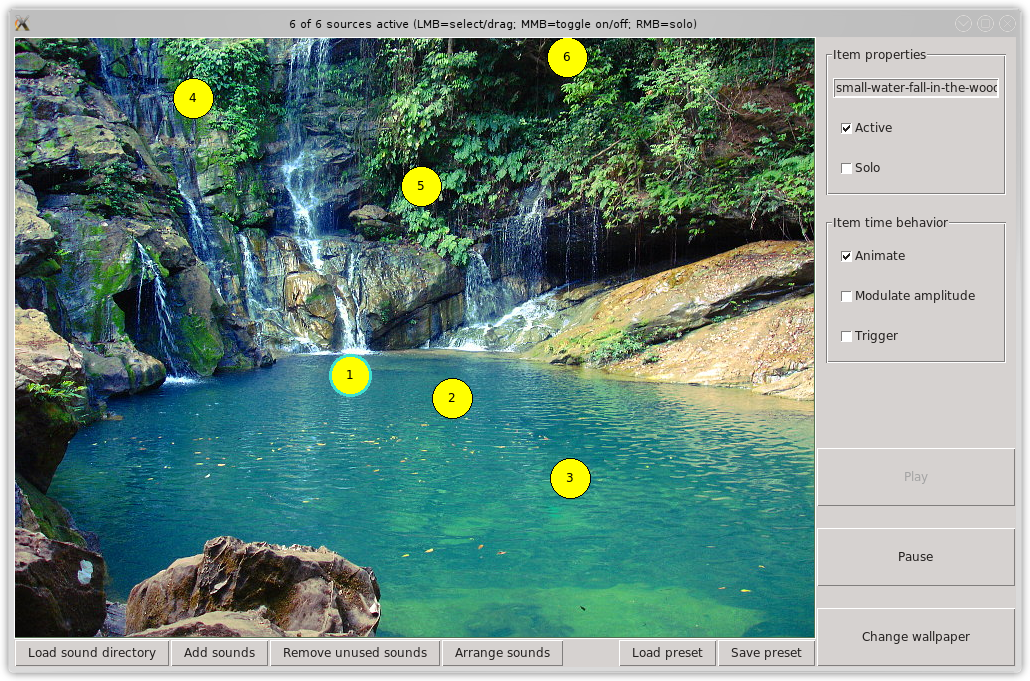 6 of 6 sources active (LMB=select/drag; MMB=toggle on/off; RMB=solo)
6
4
5
1
2
3
Item properties
small-water-fall-in-the-wood
Active
Solo
Item time behavior
Animate
Modulate amplitude
Trigger
Play
Pause
Change wallpaper
Load sound directory
Add sounds
Remove unused sounds
Arrange sounds
Load preset
Save preset